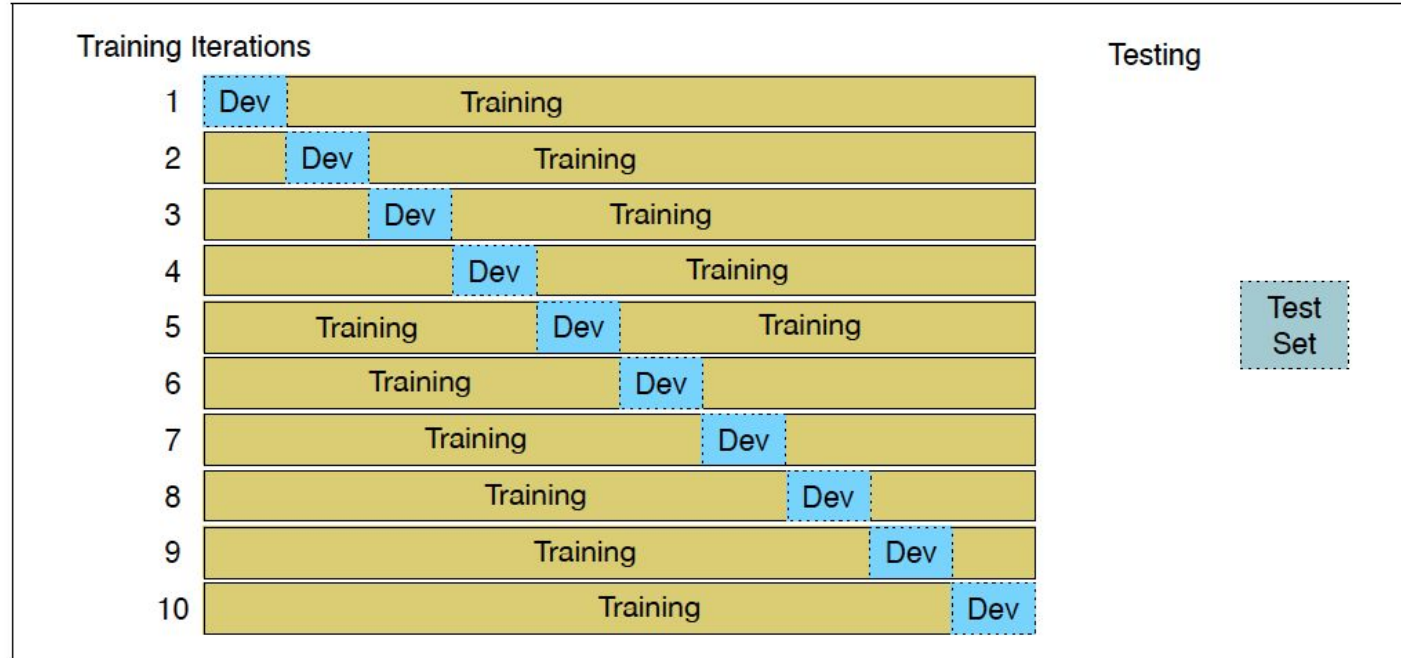 Training Iterations
Testing
1 Dev Training
2 Dev Training
3 Dev Training
4 Dev Training
5 Training Dev Training
6 Training Dev
7 Training Dev
8 Training Dev
9 Training Dev
10 Training Dev
Test
Set